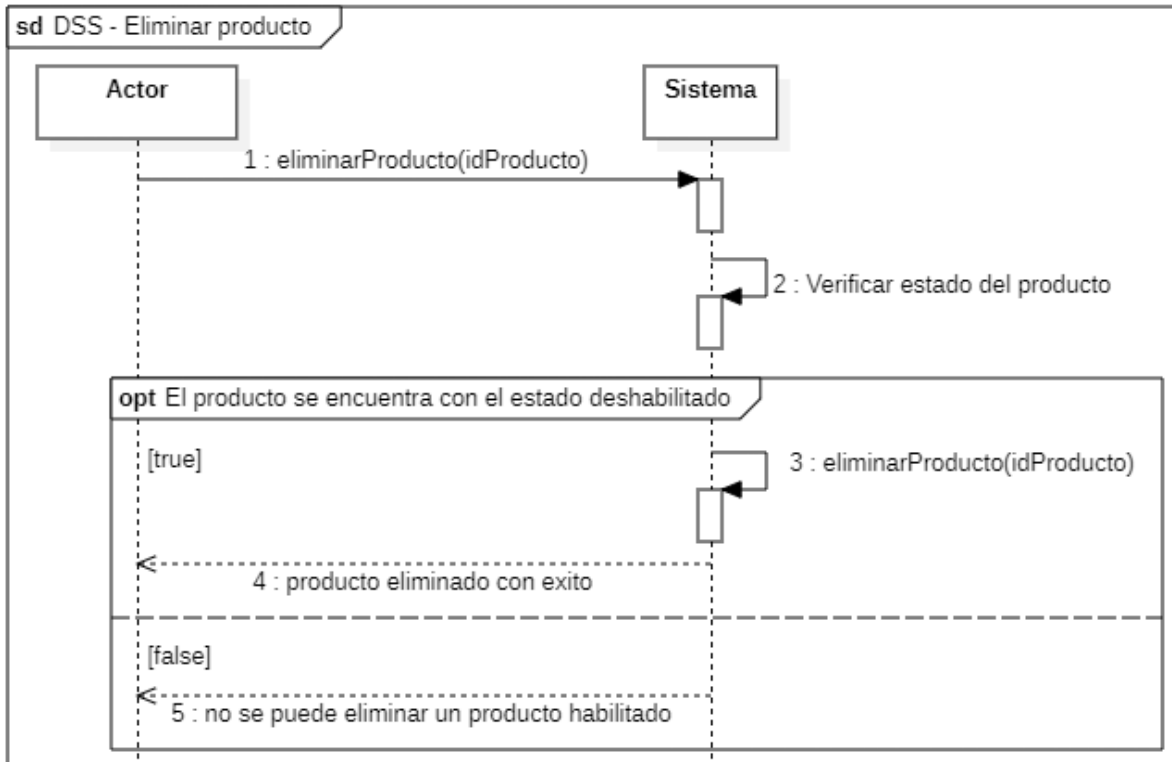 sd DSS - Eliminar producto
Actor
Sistema
1 : eliminarProducto(idProducto)
2 : Verificar estado del producto
opt El producto se encuentra con el estado deshabilitado
[true]
3 : eliminarProducto(idProducto)
4 : producto eliminado con exito
[false]
5 : no se puede eliminar un producto habilitado